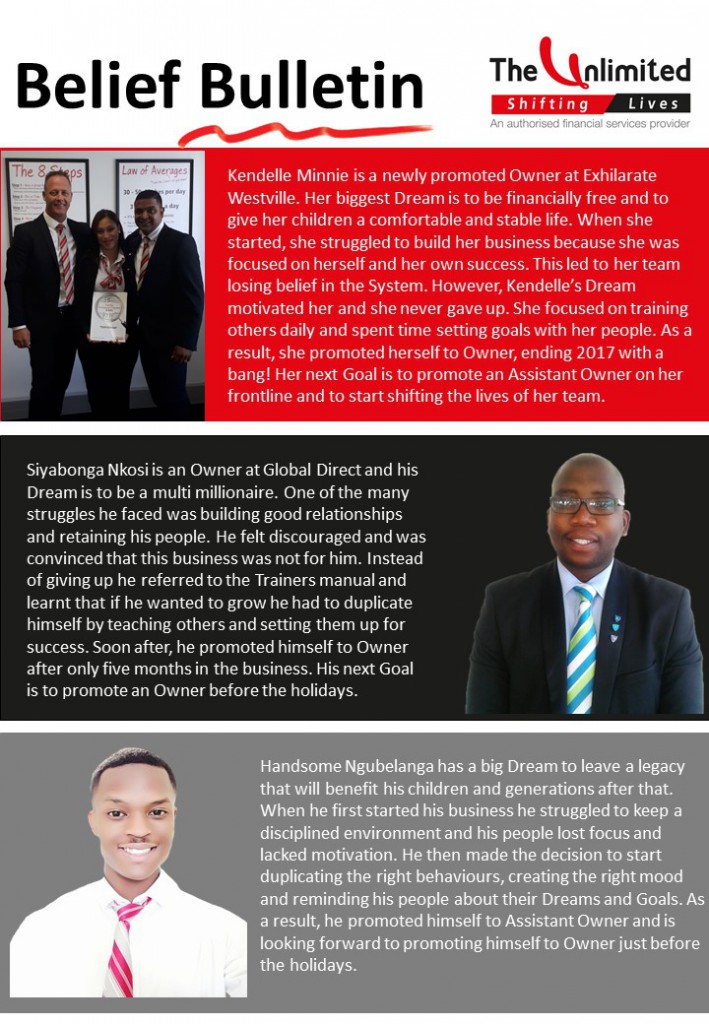 Belief Bulletin
The Unlimited
Shifting Lives
An authorised financial services provider
The 8 Steps
Law of Averages
Kendelle Minnie is a newly promoted Owner at Exhilarate
Westville. Her biggest Dream is to be financially free and to
give her children a comfortable and stable life. When she
started, she struggled to build her business because she was
focused on herself and her own success. This led to her team
losing belief in the System. However, Kendelle’s Dream
motivated her and she never gave up. She focused on training
others daily and spent time setting goals with her people. As a
result, she promoted herself to Owner, ending 2017 with a
bang! Her next Goal is to promote an Assistant Owner on her
frontline and to start shifting the lives of her team.
Siyabonga Nkosi is an Owner at Global Direct and his
Dream is to be a multi millionaire. One of the many
struggles he faced was building good relationships
and retaining his people. He felt discouraged and was
convinced that this business was not for him. Instead
of giving up he referred to the Trainers manual and
learnt that if he wanted to grow he had to duplicate
himself by teaching others and setting them up for
success. Soon after, he promoted himself to Owner
after only five months in the business. His next Goal
is to promote an Owner before the holidays.
Handsome Ngubelanga has a big Dream to leave a legacy
that will benefit his children and generations after that.
When he first started his business he struggled to keep a
disciplined environment and his people lost focus and
lacked motivation. He then made the decision to start
duplicating the right behaviours, creating the right mood
and reminding his people about their Dreams and Goals. As
a result, he promoted himself to Assistant Owner and is
looking forward to promoting himself to Owner just before
the holidays.